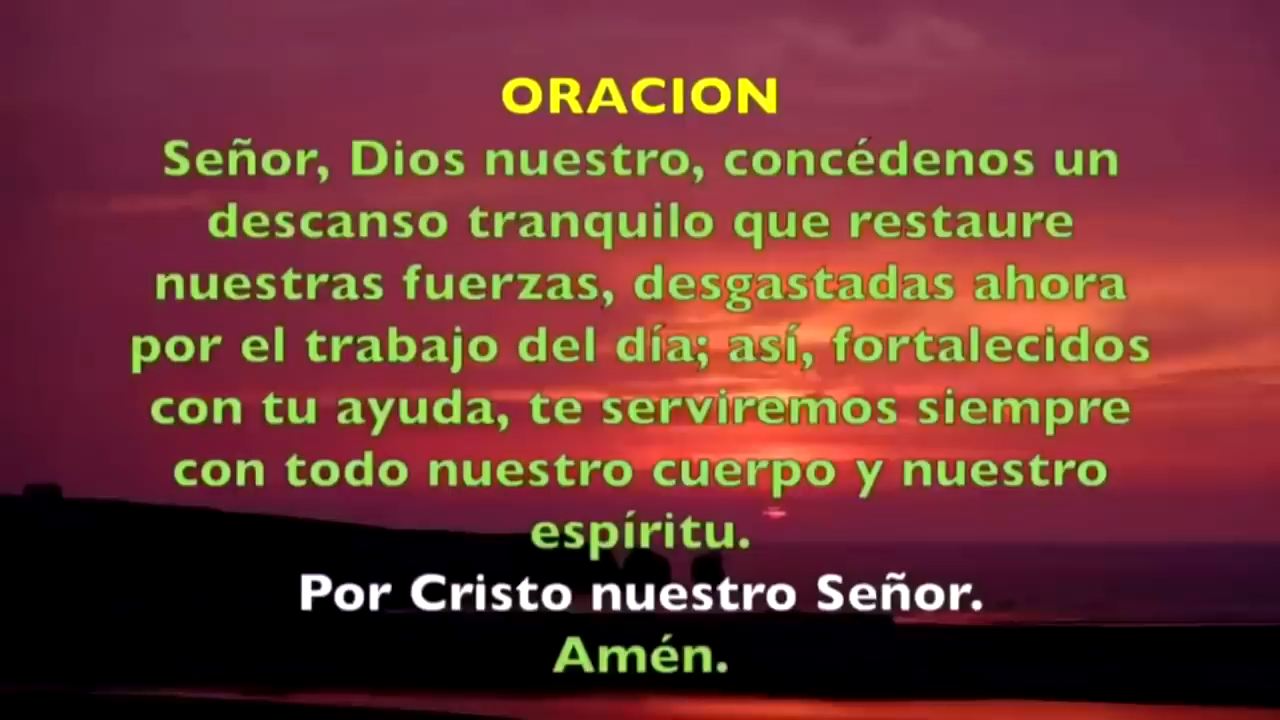 ORACION
Señor, Dios nuestro, concédenos un
descanso tranquilo que restaure
nuestras fuerzas, desgastadas ahora
por el trabajo del día; así, fortalecidos
con tu ayuda, te serviremos siempre
con todo nuestro cuerpo y nuestro
espíritu.
Por Cristo nuestro Señor.
Amén.